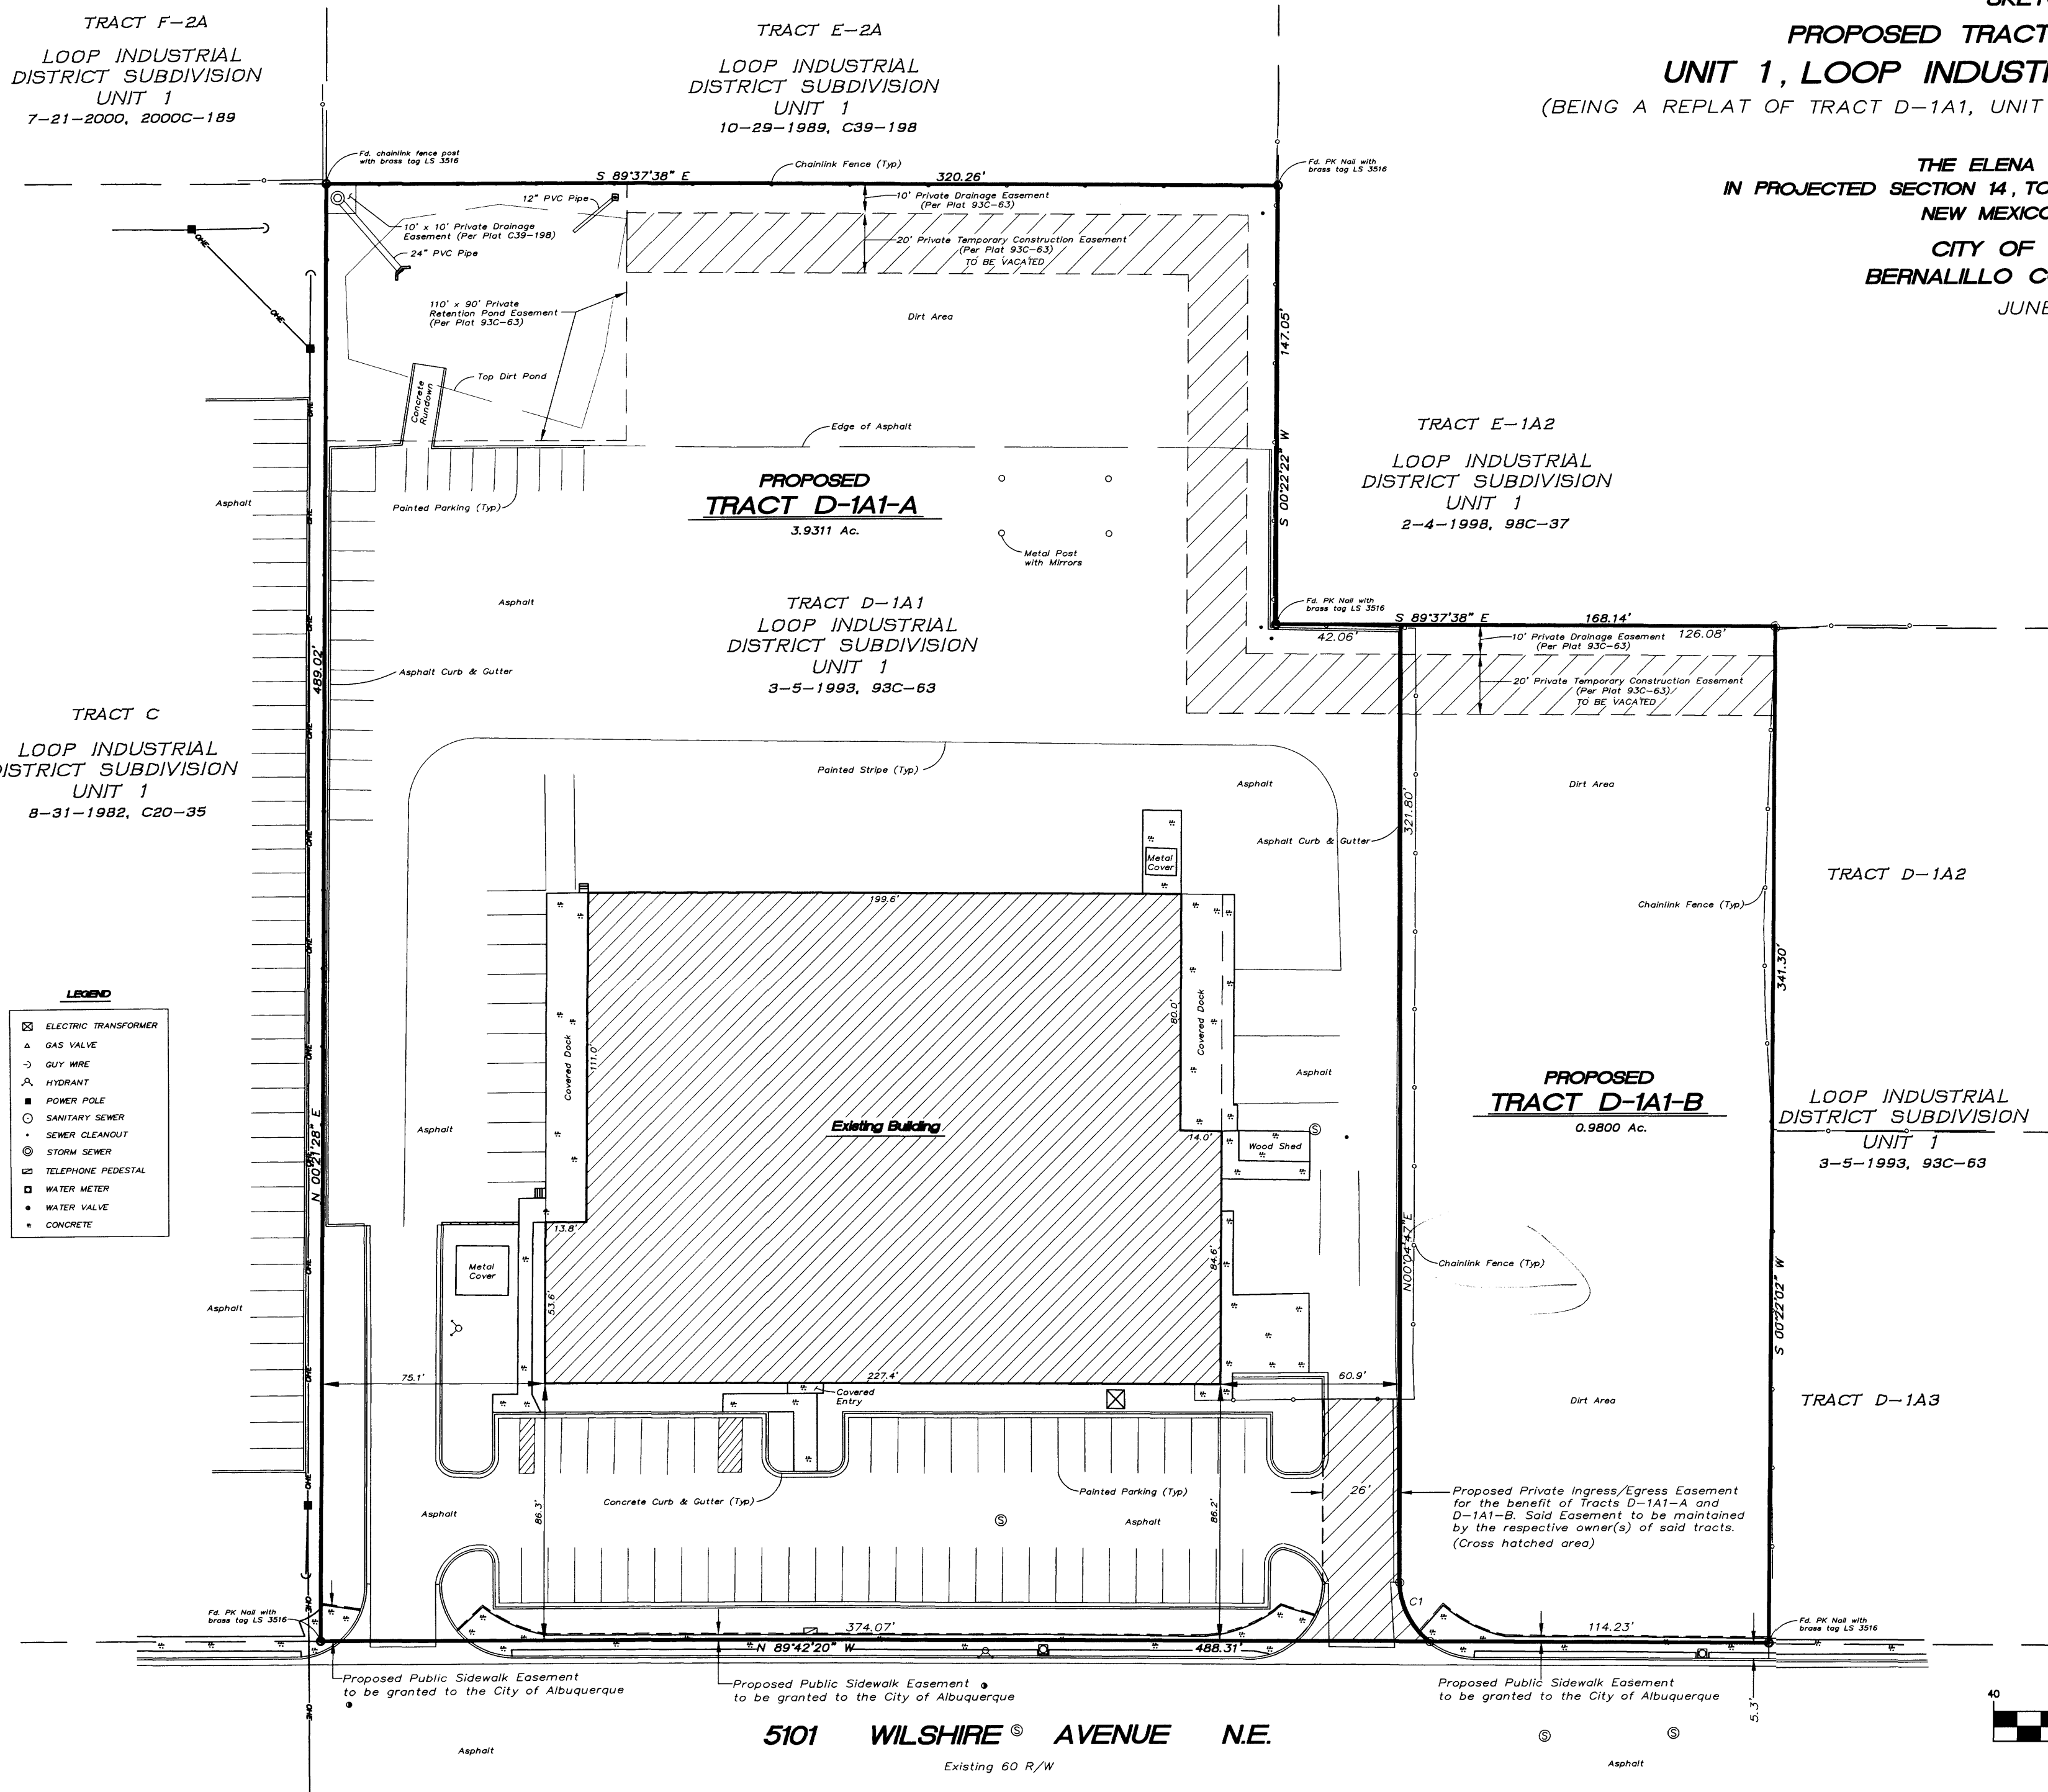 TRACT F-2A
LOOP INDUSTRIAL
DISTRICT SUBDIVISION
UNIT 1
7-21-2000, 2000C-189
TRACT E-2A
LOOP INDUSTRIAL
DISTRICT SUBDIVISION
UNIT 1
10-29-1989, C39-198
PROPOSED TRACT
UNIT 1, LOOP
(BEING A REPLAT OF TRACT D-1A1, UNIT
THE ELENA
IN PROJECTED SECTION 14,
NEW MEXICO
CITY OF
BERNALILLO
JUNE
Fd. chainlink fence post
with brass tag LS 3516
S 89°37'38" E
320.26'
Chainlink Fence (Typ)
Fd. PK Nail with
brass tag LS 3516
12" PVC Pipe
10' Private Drainage Easement
(Per Plat 93C-63)
10' x 10' Private Drainage
Easement (Per Plat C39-198)
24" PVC Pipe
20' Private Temporary Construction Easement
(Per Plat 93C-63)
TO BE VACATED
110' x 90' Private
Retention Pond Easement
(Per Plat 93C-63)
Dirt Area
OHE
OHE
147.05'
S 00°22'22" W
Top Dirt Pond
Concrete
Rundown
Edge of Asphalt
TRACT E-1A2
LOOP INDUSTRIAL
DISTRICT SUBDIVISION
UNIT 1
2-4-1998, 98C-37
PROPOSED
TRACT D-1A1-A
3.9311 Ac.
Asphalt
Painted Parking (Typ)
Metal Post
with Mirrors
Asphalt
TRACT D-1A1
LOOP INDUSTRIAL
DISTRICT SUBDIVISION
UNIT 1
3-5-1993, 93C-63
Fd. PK Nail with
brass tag LS 3516
S 89°37'38" E
168.14'
42.06'
126.08'
10' Private Drainage Easement
(Per Plat 93C-63)
20' Private Temporary Construction Easement
(Per Plat 93C-63)
TO BE VACATED
489.02'
Asphalt Curb & Gutter
TRACT C
LOOP INDUSTRIAL
DISTRICT SUBDIVISION
UNIT 1
8-31-1982, C20-35
Painted Stripe (Typ)
Asphalt
Dirt Area
321.80'
Asphalt Curb & Gutter
Metal
Cover
TRACT D-1A2
199.6'
Chainlink Fence (Typ)
341.30'
LEGEND
ELECTRIC TRANSFORMER
GAS VALVE
GUY WIRE
HYDRANT
POWER POLE
SANITARY SEWER
SEWER CLEANOUT
STORM SEWER
TELEPHONE PEDESTAL
WATER METER
WATER VALVE
CONCRETE
Covered Dock
111.0'
80.0'
Covered Dock
Asphalt
PROPOSED
TRACT D-1A1-B
0.9800 Ac.
LOOP INDUSTRIAL
DISTRICT SUBDIVISION
UNIT 1
3-5-1993, 93C-63
N 00°21'28" E
Asphalt
Existing Building
14.0'
Wood Shed
S
13.8'
Metal
Cover
84.6'
N00°04'47"E
Chainlink Fence (Typ)
S 00°22'02" W
Asphalt
53.6'
75.1'
227.4'
60.9'
Covered
Entry
Dirt Area
TRACT D-1A3
Concrete Curb & Gutter (Typ)
Painted Parking (Typ)
26'
Proposed Private Ingress/Egress Easement
for the benefit of Tracts D-1A1-A and
D-1A1-B. Said Easement to be maintained
by the respective owner(s) of said tracts.
(Cross hatched area)
Asphalt
86.3'
S
Asphalt
86.2'
C1
Fd. PK Nail with
brass tag LS 3516
374.07'
N 89°42'20" W
488.31'
114.23'
Fd. PK Nail with
brass tag LS 3516
Proposed Public Sidewalk Easement
to be granted to the City of Albuquerque
Proposed Public Sidewalk Easement
to be granted to the City of Albuquerque
Proposed Public Sidewalk Easement
to be granted to the City of Albuquerque
5.3'
5101 WILSHIRE AVENUE N.E.
S
S
S
Existing 60 R/W
Asphalt
Asphalt
40